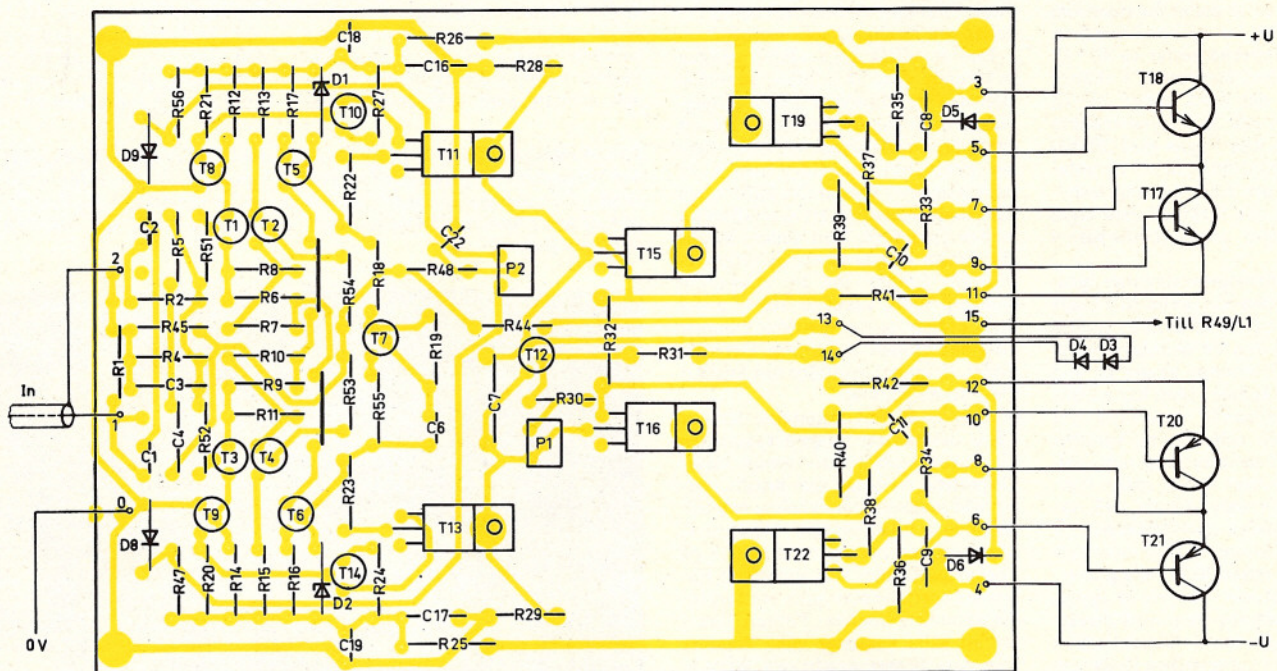 C18
R26
+U
R56
R21
R12
R13
R17
D1
C16
R28
3
T18
T10
R27
T19
R35
C8
D5
5
D9
T8
T5
T11
R37
R22
C2
R5
R51
T1
T2
C22
R39
R33
7
T17
2
R8
R54
R18
R48
P2
T15
C10
9
R2
R6
R41
11
R1
R45
R7
T7
R19
R44
R32
13
15
Till R49/L1
R4
R10
T12
R31
14
D4
D3
In
C3
R9
R53
R55
C7
R30
R42
12
1
C4
R52
R11
C6
P1
T16
R40
C11
10
T20
C1
T3
T4
R23
R34
8
0
T9
T6
T13
R38
6
D8
T22
D6
T21
R47
R20
R14
R15
R16
D2
T14
R24
R36
C9
4
C17
R29
0V
C19
R25
-U